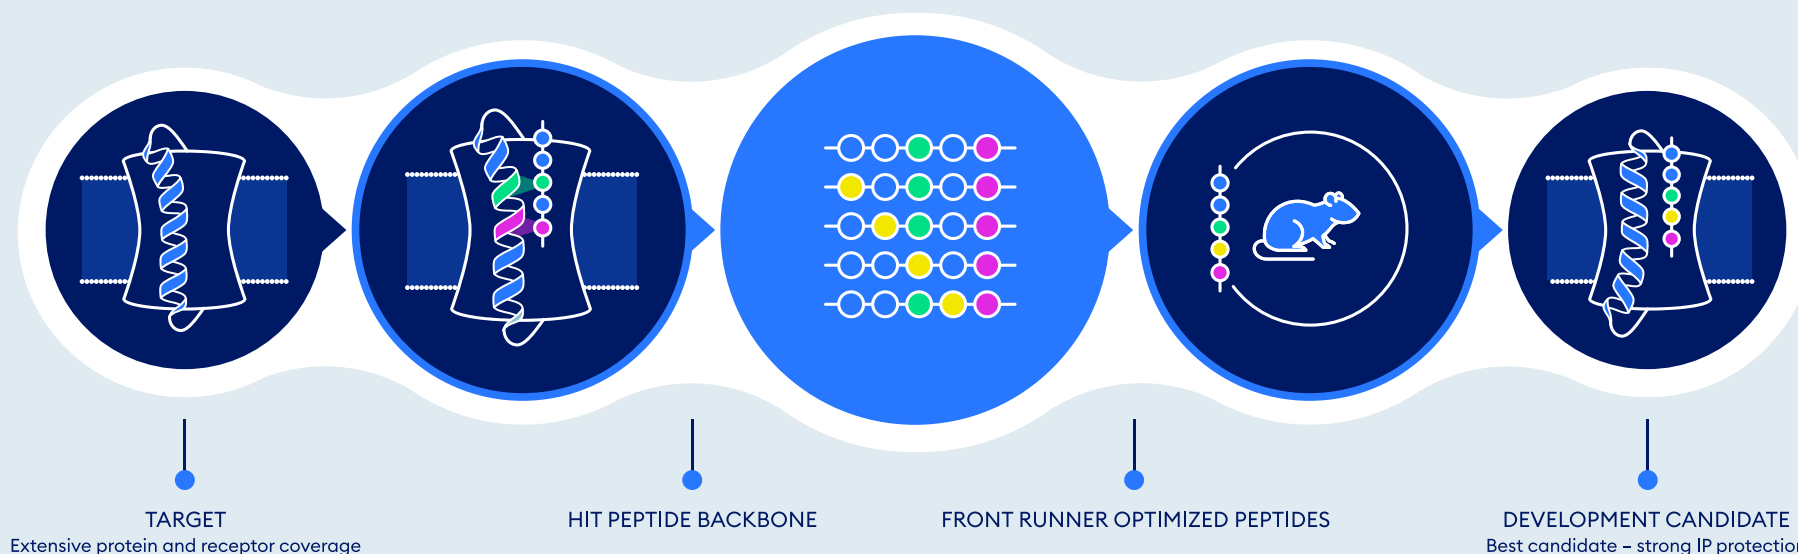 TARGET
Extensive protein and receptor coverage
HIT PEPTIDE BACKBONE
FRONT RUNNER OPTIMIZED PEPTIDES
DEVELOPMENT CANDIDATE
Best candidate – strong IP protection